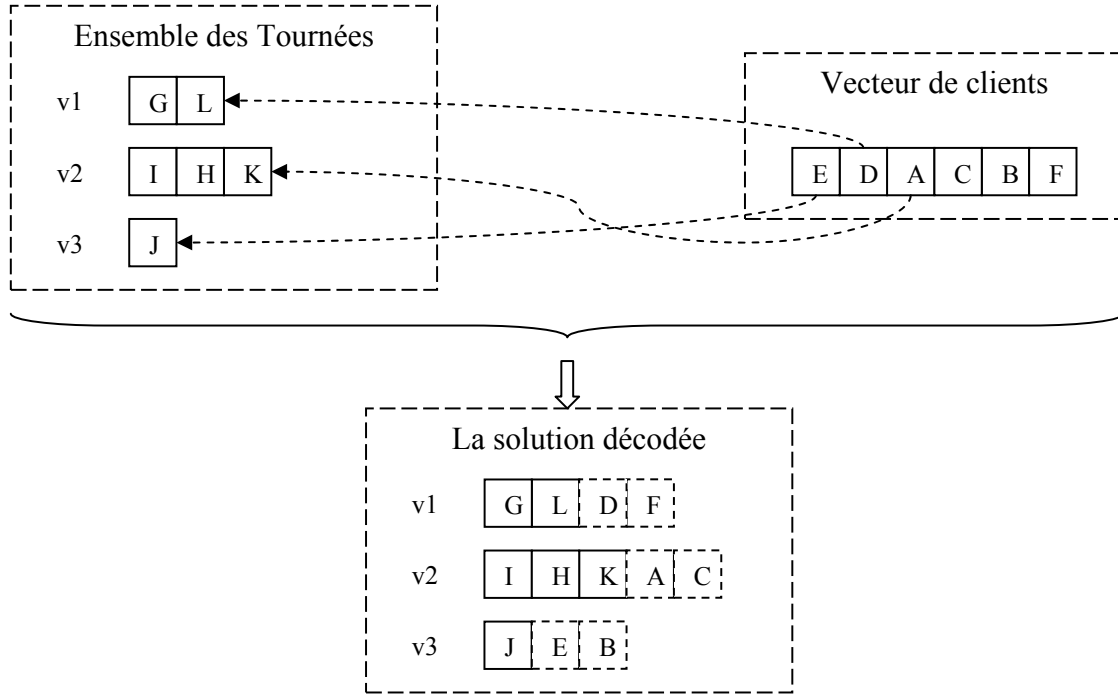 Ensemble des Tournées
v1 G L
v2 I H K
v3 J
Vecteur de clients
E D A C B F
La solution décodée
v1 G L D F
v2 I H K A C
v3 J E B